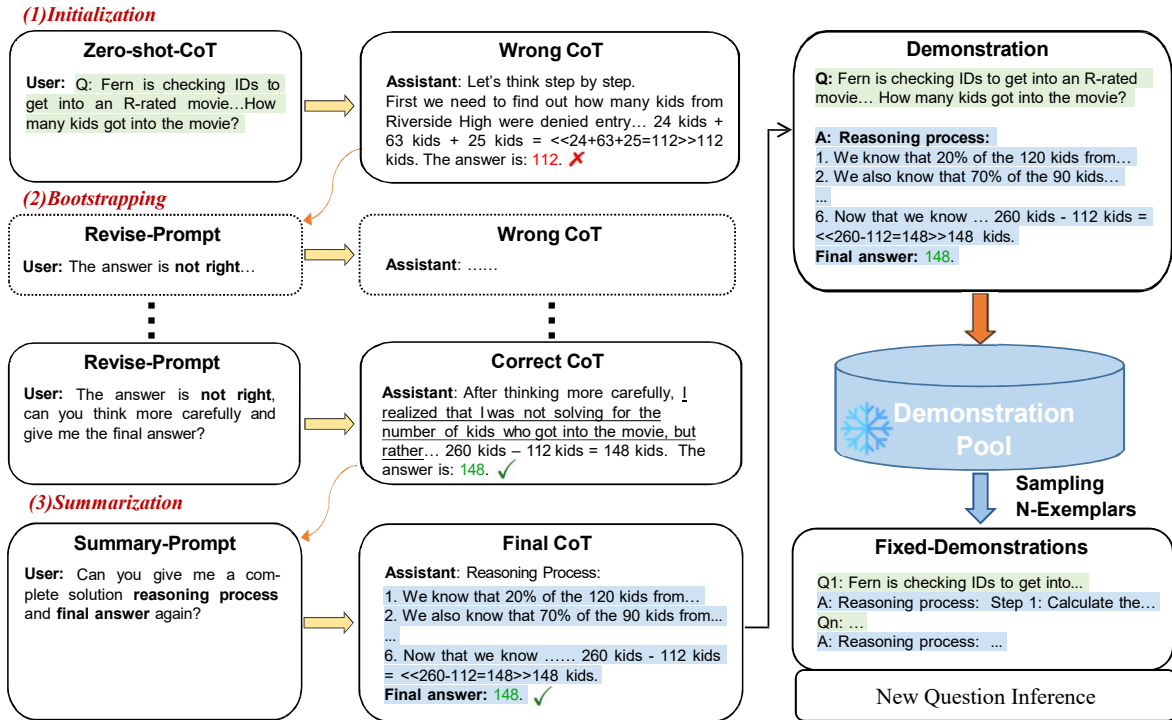 (1)Initialization
Zero-shot-CoT
User: Q: Fern is checking IDs to
get into an R-rated movie…How
many kids got into the movie?
Wrong CoT
Assistant: Let's think step by step.
First we need to find out how many kids from
Riverside High were denied entry… 24 kids +
63 kids + 25 kids = <<24+63+25=112>>112
kids. The answer is: 112. ✗
(2)Bootstrapping
Revise-Prompt
User: The answer is not right…
Wrong CoT
Assistant: ……
Revise-Prompt
User: The answer is not right,
can you think more carefully and
give me the final answer?
Correct CoT
Assistant: After thinking more carefully, I
realized that I was not solving for the
number of kids who got into the movie, but
rather… 260 kids – 112 kids = 148 kids. The
answer is: 148. ✓
(3)Summarization
Summary-Prompt
User: Can you give me a com-
plete solution reasoning process
and final answer again?
Final CoT
Assistant: Reasoning Process:
1. We know that 20% of the 120 kids from…
2. We also know that 70% of the 90 kids from...
...
6. Now that we know …… 260 kids - 112 kids
= <<260-112=148>>148 kids.
Final answer: 148. ✓
Demonstration
Q: Fern is checking IDs to get into an R-rated
movie… How many kids got into the movie?
A: Reasoning process:
1. We know that 20% of the 120 kids from…
2. We also know that 70% of the 90 kids…
...
6. Now that we know … 260 kids - 112 kids =
<<260-112=148>>148 kids.
Final answer: 148.
Demonstration
Pool
Sampling
N-Exemplars
Fixed-Demonstrations
Q1: Fern is checking IDs to get into...
A: Reasoning process: Step 1: Calculate the…
Qn: …
A: Reasoning process: ...
New Question Inference